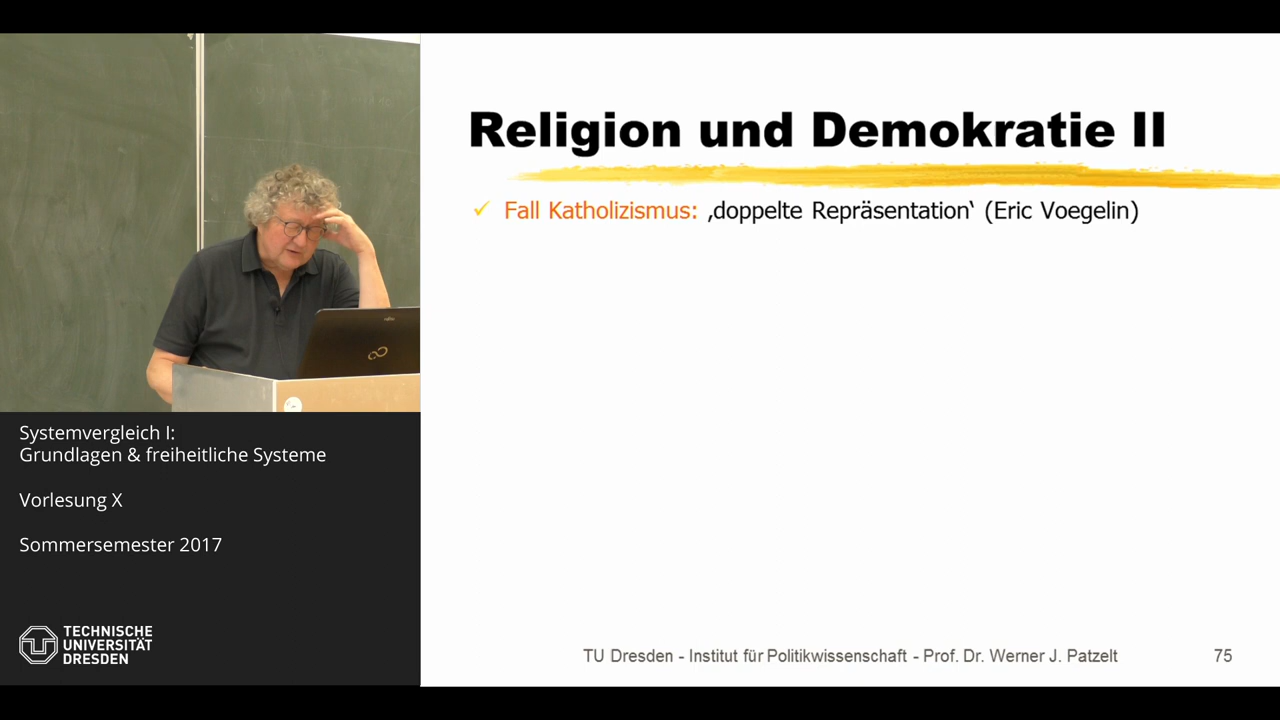 Religion und Demokratie II
✓ Fall Katholizismus: ‚doppelte Repräsentation‘ (Eric Voegelin)
Systemvergleich I:
Grundlagen & freiheitliche Systeme
Vorlesung X
Sommersemester 2017
TECHNISCHE
UNIVERSITÄT
DRESDEN
TU Dresden - Institut für Politikwissenschaft - Prof. Dr. Werner J. Patzelt
75